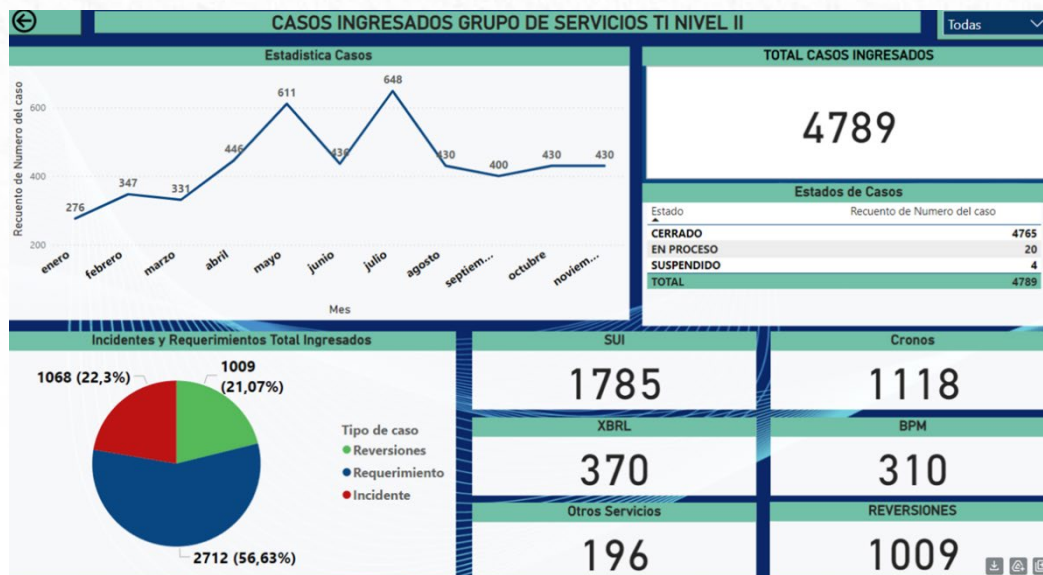 CASOS INGRESADOS GRUPO DE SERVICIOS TI NIVEL II
Todas
Estadistica Casos
Recuento de Numero del caso
600
400
200
276
347
331
446
611
436
648
430
400
430
430
enero
febrero
marzo
abril
mayo
junio
julio
agosto
septiem...
octubre
noviem...
Mes
TOTAL CASOS INGRESADOS
4789
Estados de Casos
Estado Recuento de Numero del caso
CERRADO 4765
EN PROCESO 20
SUSPENDIDO 4
TOTAL 4789
Incidentes y Requerimientos Total Ingresados
1068 (22,3%)
1009
(21,07%)
2712 (56,63%)
Tipo de caso
Reversiones
Requerimiento
Incidente
SUI
1785
Cronos
1118
XBRL
370
BPM
310
Otros Servicios
196
REVERSIONES
1009